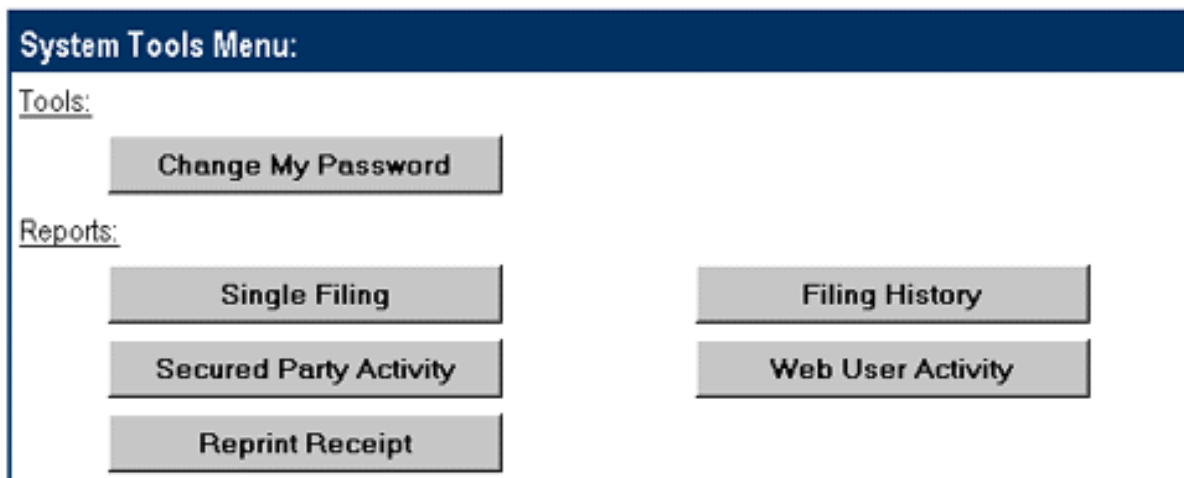 System Tools Menu:
Tools:
Change My Password
Reports:
Single Filing Filing History
Secured Party Activity Web User Activity
Reprint Receipt